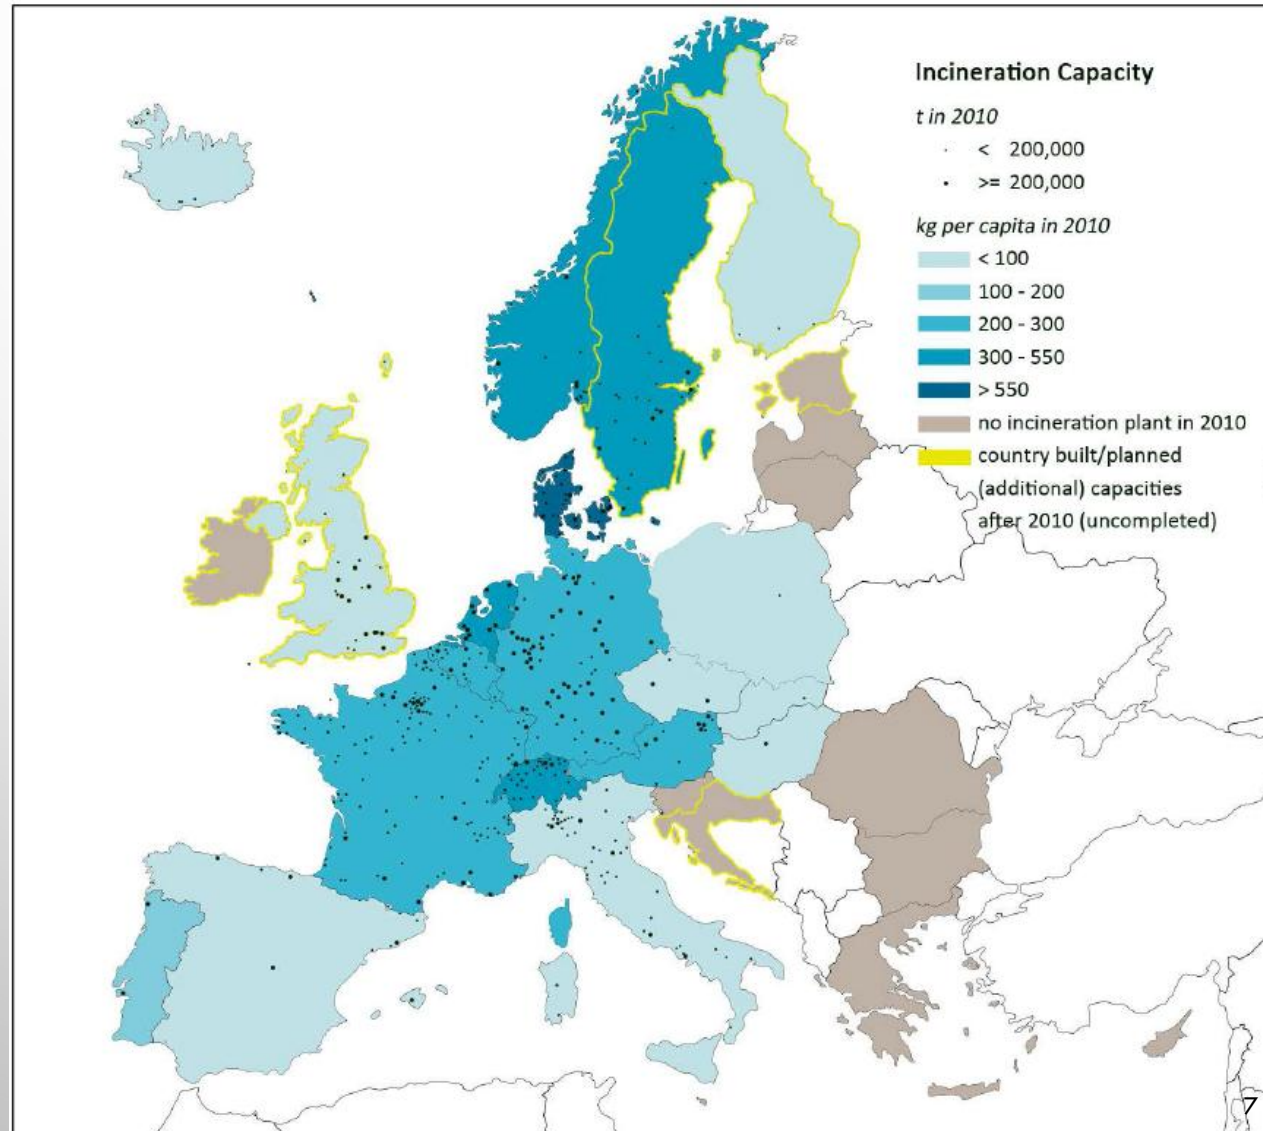 Incineration Capacity
t in 2010
< 200,000
>= 200,000
kg per capita in 2010
< 100
100 - 200
200 - 300
300 - 550
> 550
no incineration plant in 2010
country built/planned
(additional) capacities
after 2010 (uncompleted)
7